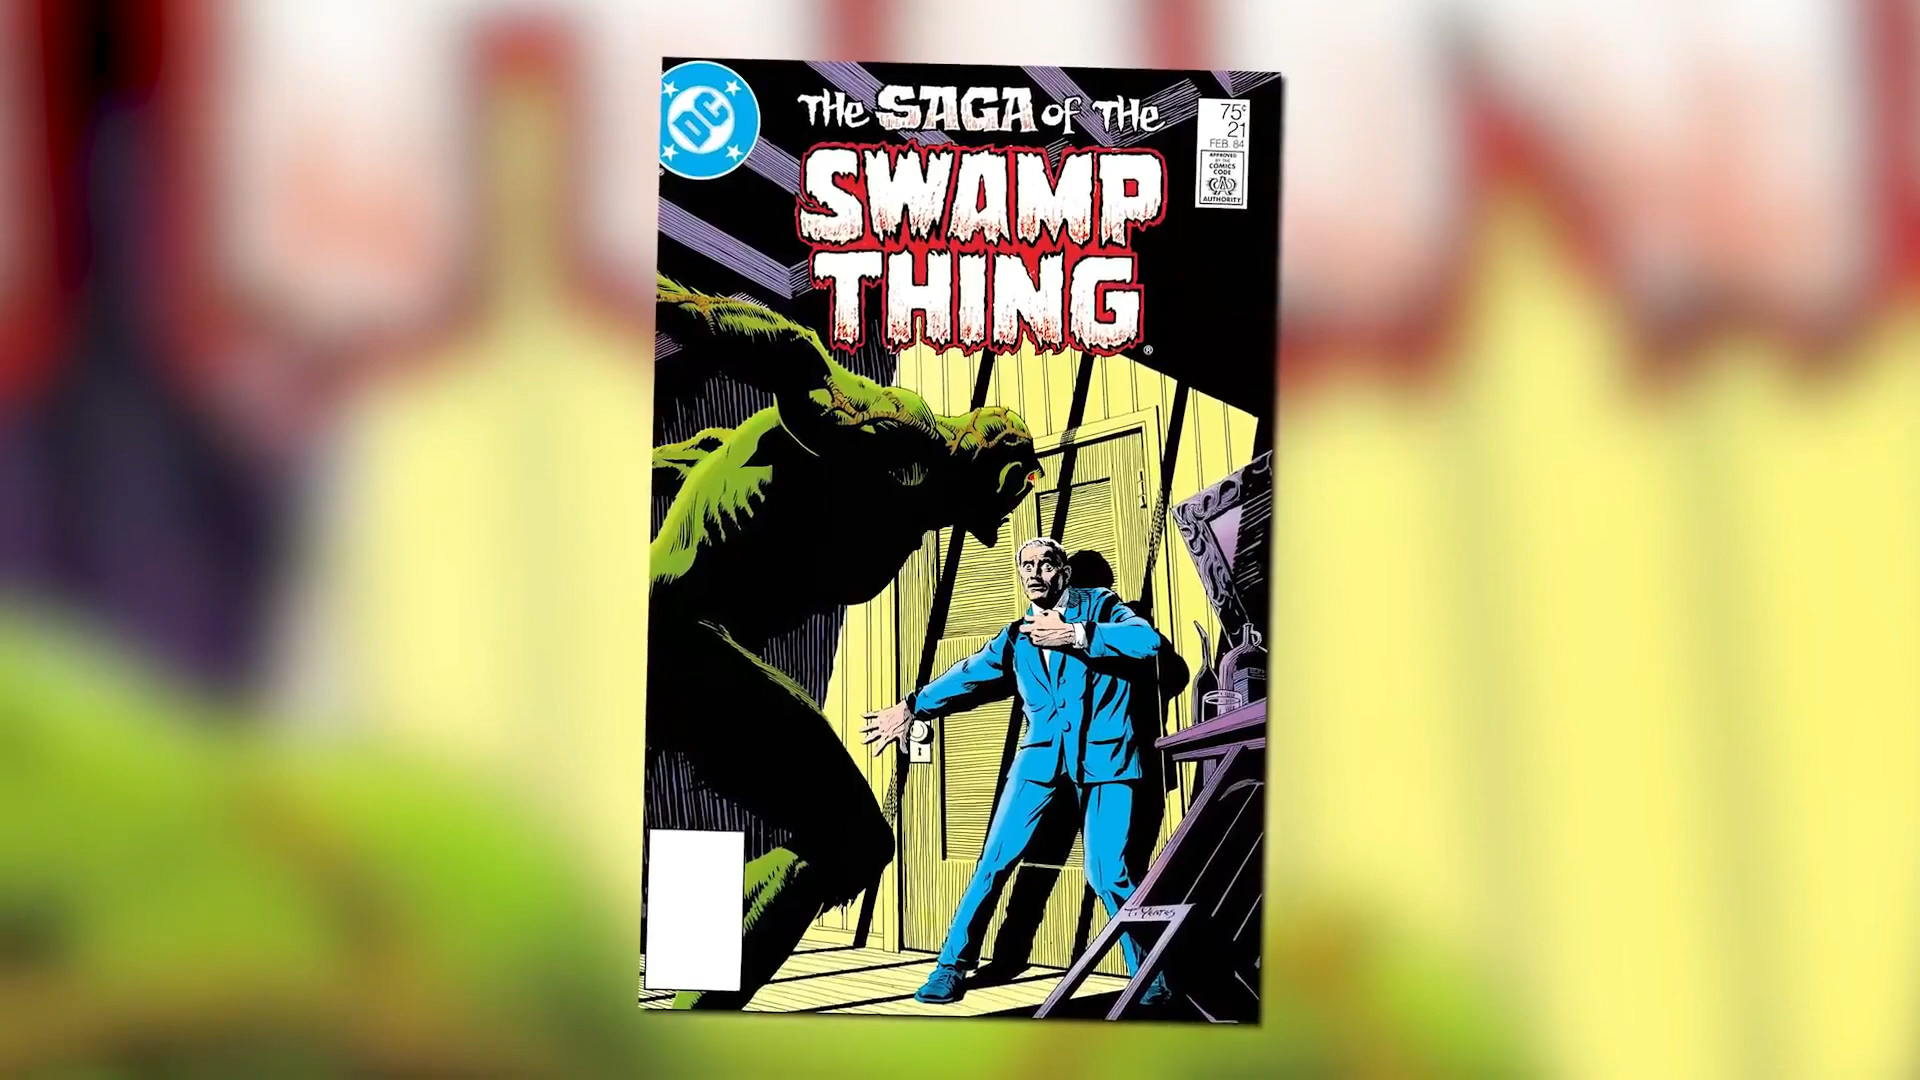 DC
THE SAGA OF THE
SWAMP
THING
®
75¢
21
FEB. 84
APPROVED
BY THE
COMICS
CODE
CA
AUTHORITY
T. YEATES